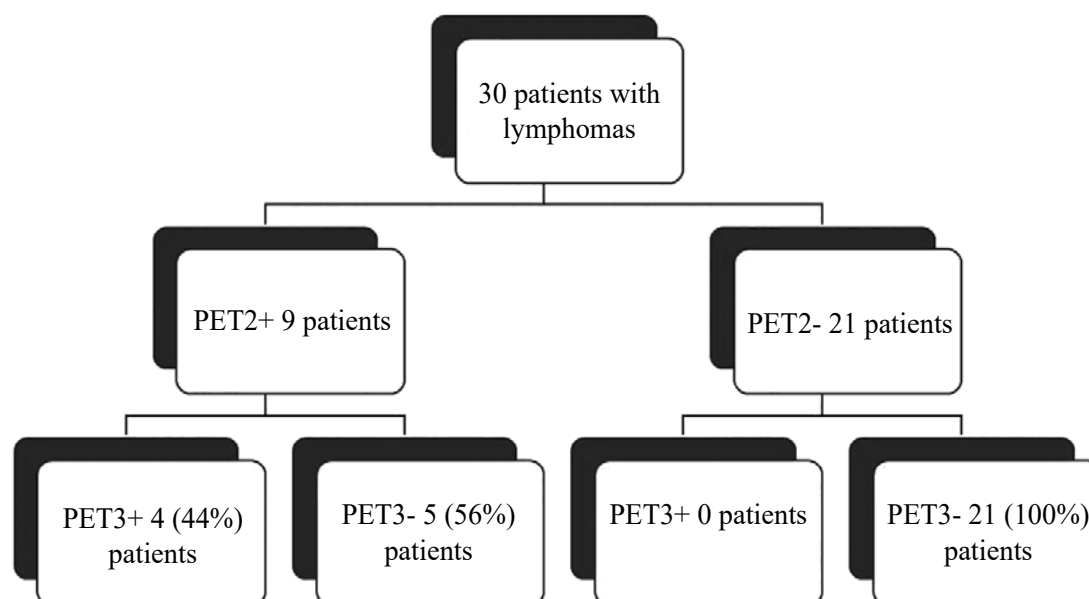 30 patients with
lymphomas
PET2+ 9 patients
PET2- 21 patients
PET3+ 4 (44%)
patients
PET3- 5 (56%)
patients
PET3+ 0 patients
PET3- 21 (100%)
patients